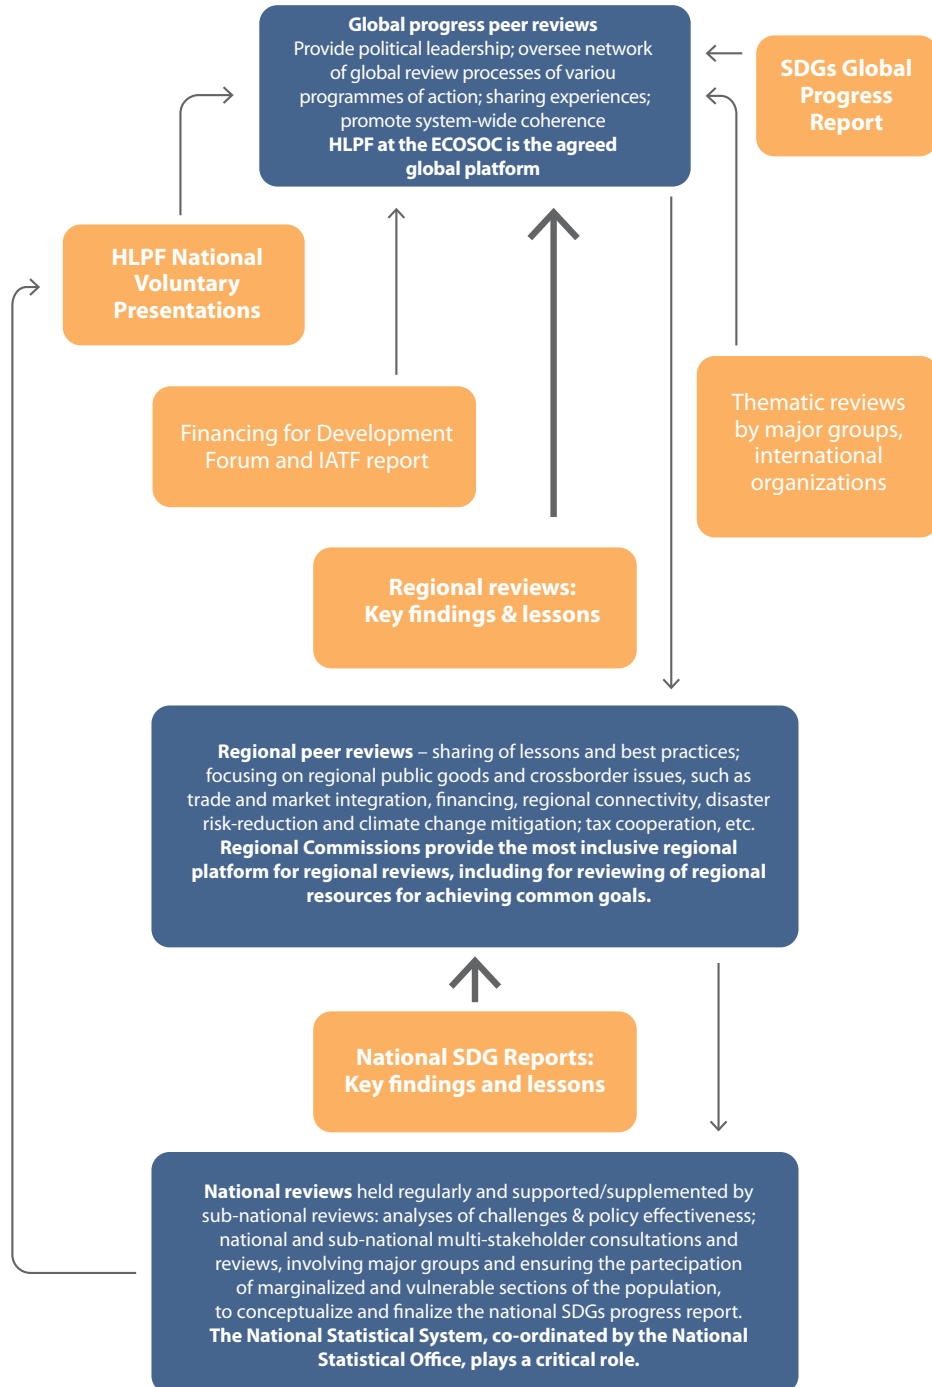 Global progress peer reviews
Provide political leadership; oversee network
of global review processes of variou
programmes of action; sharing experiences;
promote system-wide coherence
HLPF at the ECOSOC is the agreed
global platform
SDGs Global
Progress
Report
HLPF National
Voluntary
Presentations
Financing for Development
Forum and IATF report
Thematic reviews
by major groups,
international
organizations
Regional reviews:
Key findings & lessons
Regional peer reviews – sharing of lessons and best practices;
focusing on regional public goods and crossborder issues, such as
trade and market integration, financing, regional connectivity, disaster
risk-reduction and climate change mitigation; tax cooperation, etc.
Regional Commissions provide the most inclusive regional
platform for regional reviews, including for reviewing of regional
resources for achieving common goals.
National SDG Reports:
Key findings and lessons
National reviews held regularly and supported/supplemented by
sub-national reviews: analyses of challenges & policy effectiveness;
national and sub-national multi-stakeholder consultations and
reviews, involving major groups and ensuring the partecipation
of marginalized and vulnerable sections of the population,
to conceptualize and finalize the national SDGs progress report.
The National Statistical System, co-ordinated by the National
Statistical Office, plays a critical role.